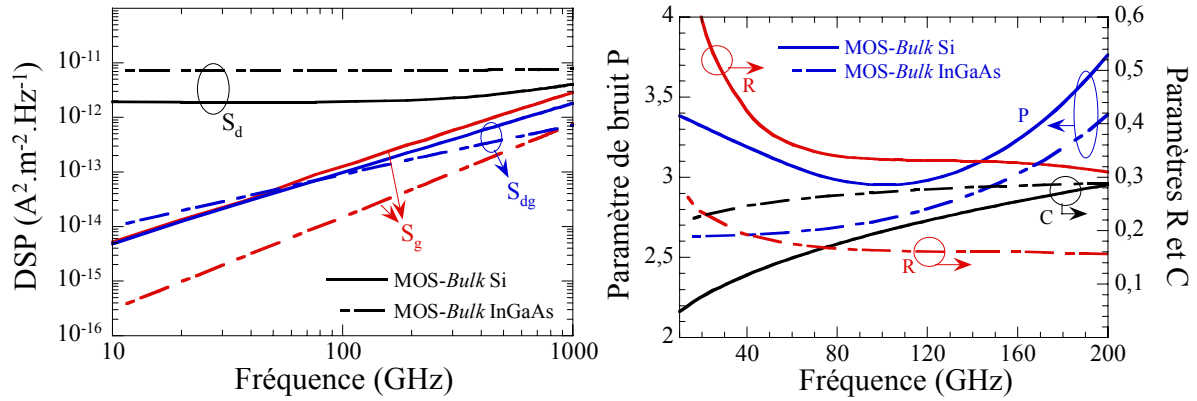 DSP (A².m⁻².Hz⁻¹)
10⁻¹¹
10⁻¹²
10⁻¹³
10⁻¹⁴
10⁻¹⁵
10⁻¹⁶
S_d
S_dg
S_g
MOS-Bulk Si
MOS-Bulk InGaAs
10
100
1000
Fréquence (GHz)
Paramètre de bruit P
4
3,5
3
2,5
2
MOS-Bulk Si
MOS-Bulk InGaAs
R
P
C
R
0,6
0,5
0,4
0,3
0,2
0,1
Paramètres R et C
40
80
120
160
200
Fréquence (GHz)